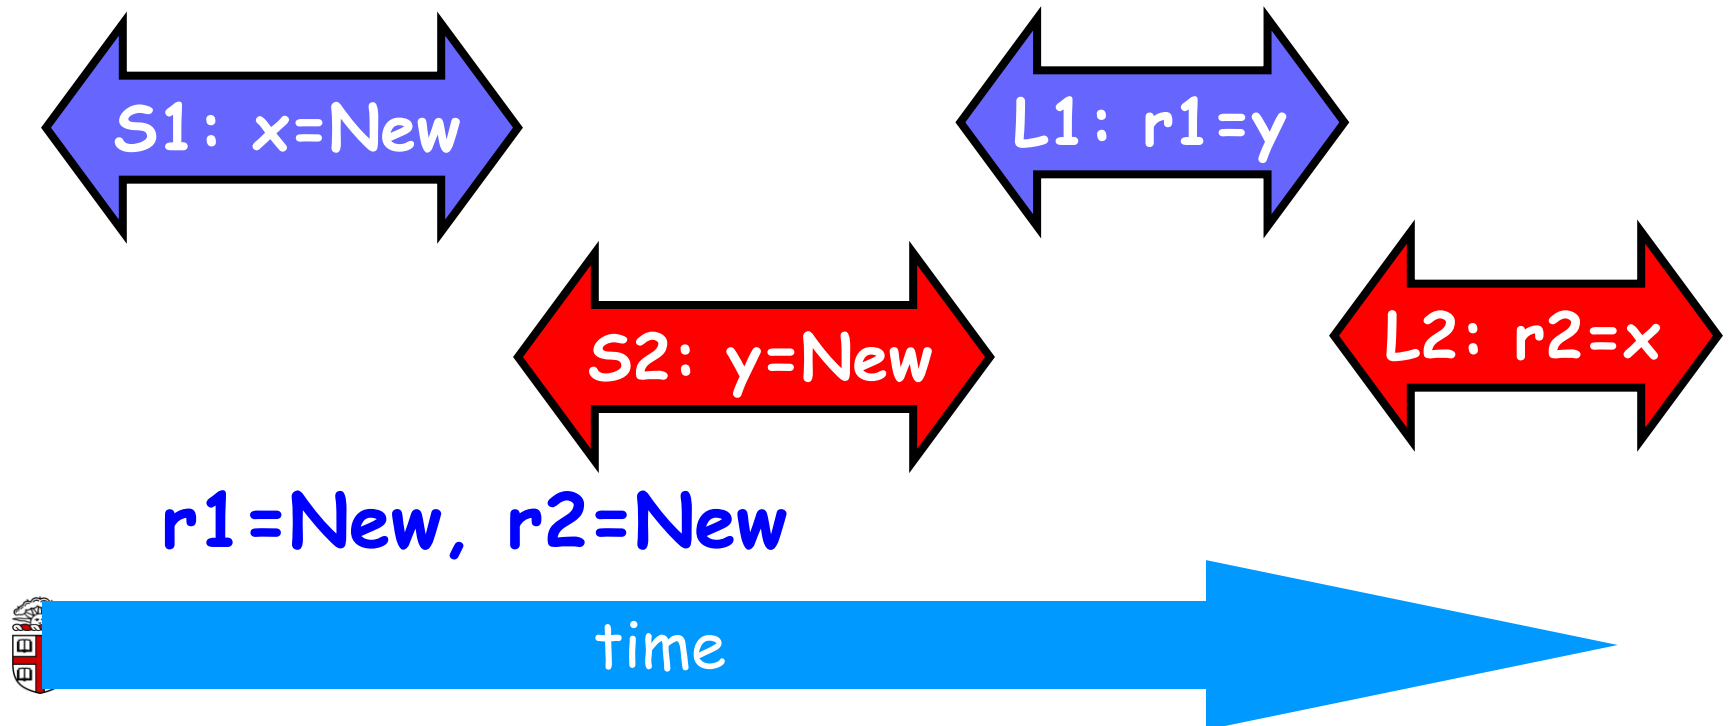 S1: x=New
L1: r1=y
S2: y=New
L2: r2=x
r1=New, r2=New
time